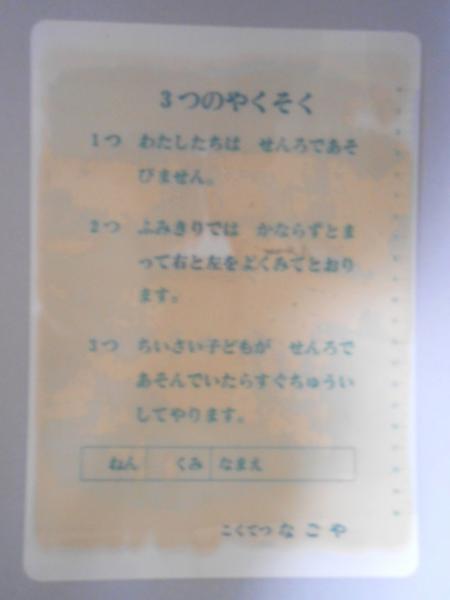 3つのやくそく
1つ わたしたちは せんろであそ
びません。
2つ ふみきりでは かならずとま
って右と左をよくみてとおり
ます。
3つ ちいさい子どもが せんろで
あそんでいたらすぐちゅうい
してやります。
ねん くみ なまえ
こくてつ なごや